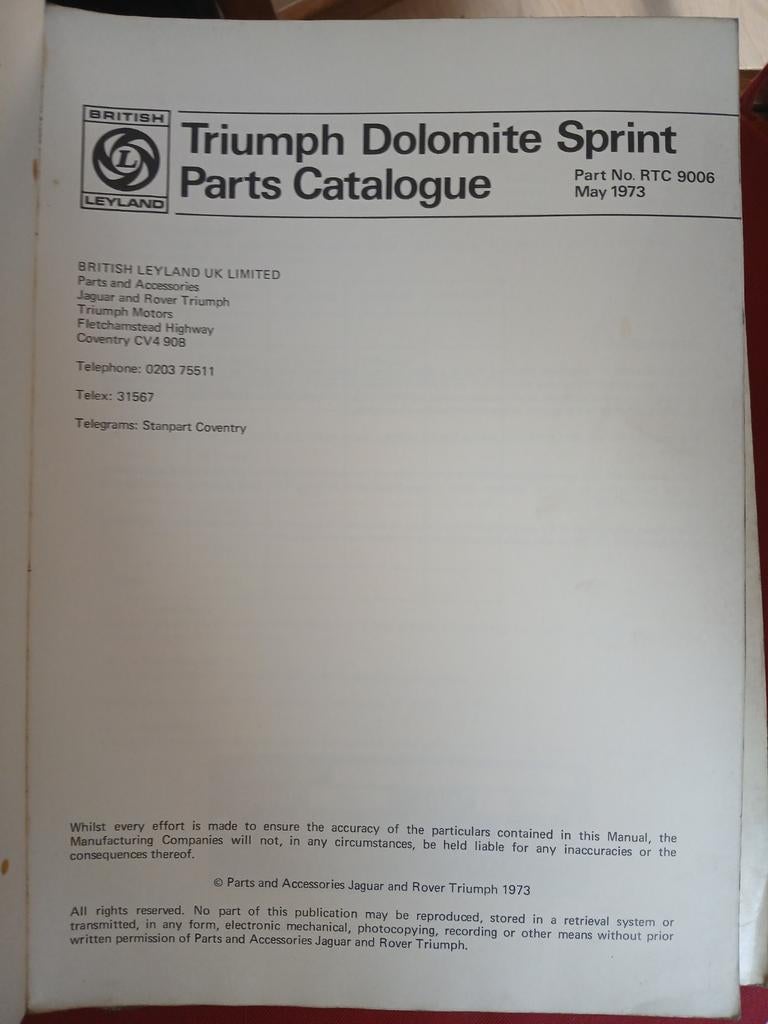 BRITISH
L
LEYLAND
Triumph Dolomite Sprint
Parts Catalogue
Part No. RTC 9006
May 1973
BRITISH LEYLAND UK LIMITED
Parts and Accessories
Jaguar and Rover Triumph
Triumph Motors
Fletchamstead Highway
Coventry CV4 9DB
Telephone: 0203 75511
Telex: 31567
Telegrams: Stanpart Coventry
Whilst every effort is made to ensure the accuracy of the particulars contained in this Manual, the
Manufacturing Companies will not, in any circumstances, be held liable for any inaccuracies or the
consequences thereof.
© Parts and Accessories Jaguar and Rover Triumph 1973
All rights reserved. No part of this publication may be reproduced, stored in a retrieval system or
transmitted, in any form, electronic mechanical, photocopying, recording or other means without prior
written permission of Parts and Accessories Jaguar and Rover Triumph.